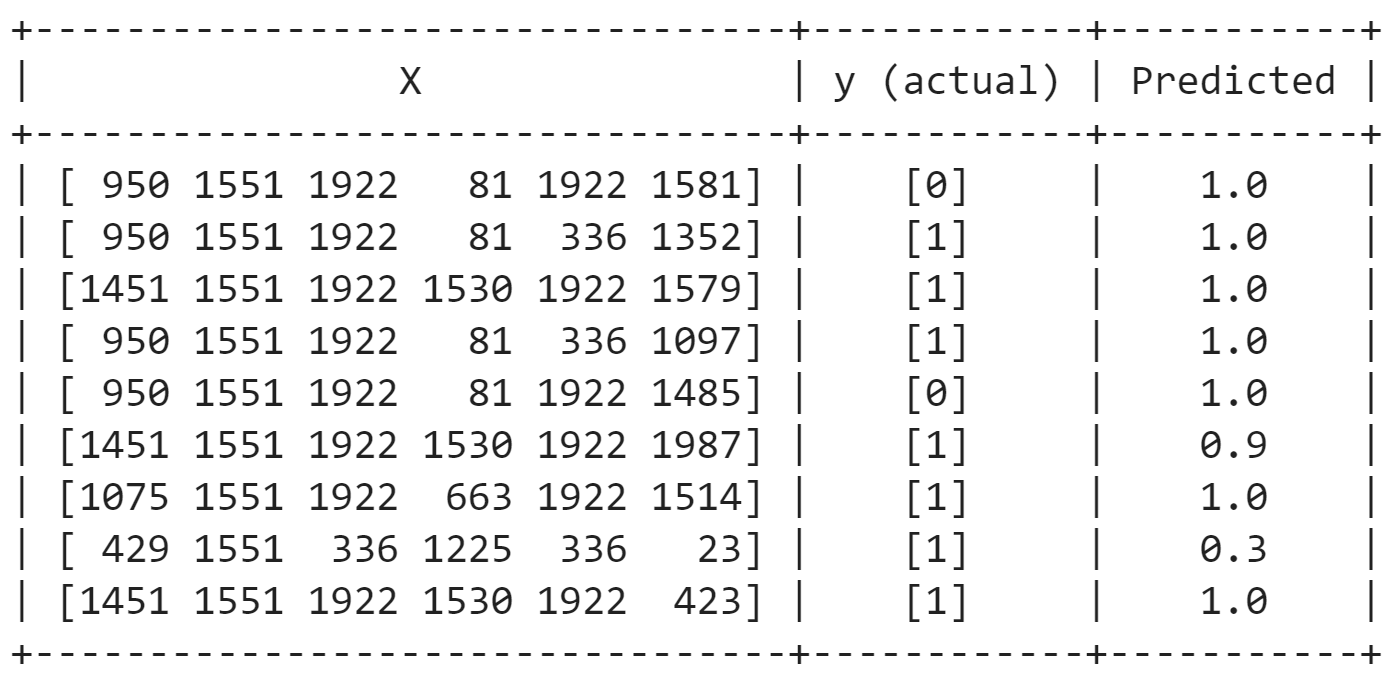 +---------------------------------+------------+-----------+
|                X                | y (actual) | Predicted |
+---------------------------------+------------+-----------+
| [ 950 1551 1922   81 1922 1581] |    [0]     |    1.0    |
| [ 950 1551 1922   81  336 1352] |    [1]     |    1.0    |
| [1451 1551 1922 1530 1922 1579] |    [1]     |    1.0    |
| [ 950 1551 1922   81  336 1097] |    [1]     |    1.0    |
| [ 950 1551 1922   81 1922 1485] |    [0]     |    1.0    |
| [1451 1551 1922 1530 1922 1987] |    [1]     |    0.9    |
| [1075 1551 1922  663 1922 1514] |    [1]     |    1.0    |
| [ 429 1551  336 1225  336   23] |    [1]     |    0.3    |
| [1451 1551 1922 1530 1922  423] |    [1]     |    1.0    |
+---------------------------------+------------+-----------+